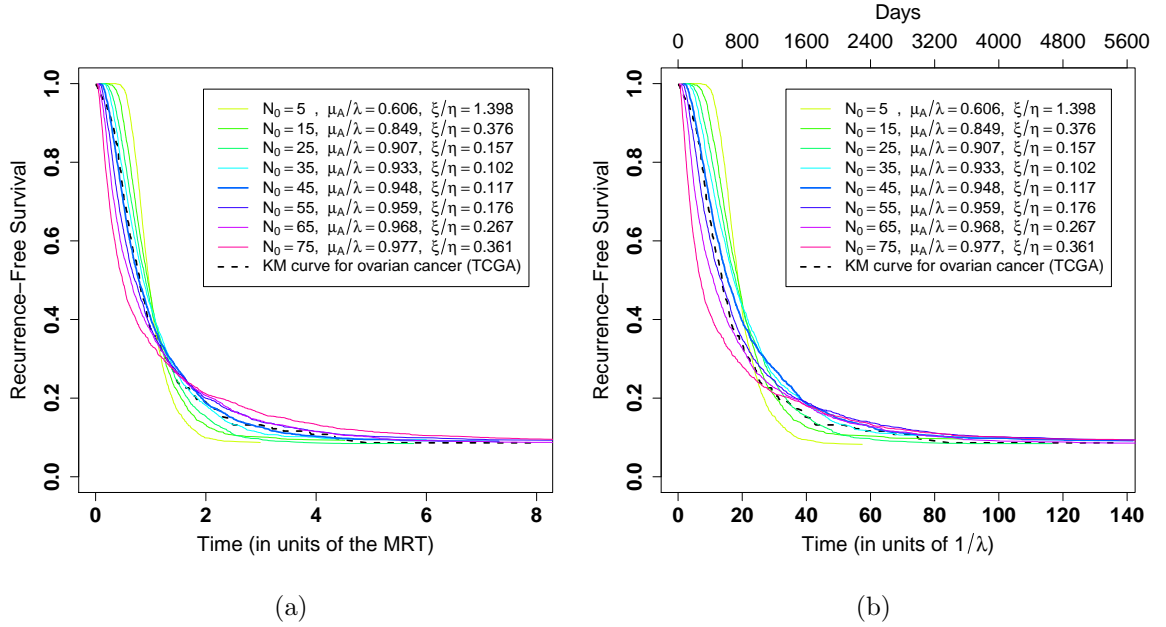 Days
0 800 1600 2400 3200 4000 4800 5600
Recurrence−Free Survival
1.0
0.8
0.6
0.4
0.2
0.0
N₀ = 5 , μ_A/λ = 0.606, ξ/η = 1.398
N₀ = 15, μ_A/λ = 0.849, ξ/η = 0.376
N₀ = 25, μ_A/λ = 0.907, ξ/η = 0.157
N₀ = 35, μ_A/λ = 0.933, ξ/η = 0.102
N₀ = 45, μ_A/λ = 0.948, ξ/η = 0.117
N₀ = 55, μ_A/λ = 0.959, ξ/η = 0.176
N₀ = 65, μ_A/λ = 0.968, ξ/η = 0.267
N₀ = 75, μ_A/λ = 0.977, ξ/η = 0.361
KM curve for ovarian cancer (TCGA)
0 2 4 6 8
Time (in units of the MRT)
(a)
Recurrence−Free Survival
1.0
0.8
0.6
0.4
0.2
0.0
N₀ = 5 , μ_A/λ = 0.606, ξ/η = 1.398
N₀ = 15, μ_A/λ = 0.849, ξ/η = 0.376
N₀ = 25, μ_A/λ = 0.907, ξ/η = 0.157
N₀ = 35, μ_A/λ = 0.933, ξ/η = 0.102
N₀ = 45, μ_A/λ = 0.948, ξ/η = 0.117
N₀ = 55, μ_A/λ = 0.959, ξ/η = 0.176
N₀ = 65, μ_A/λ = 0.968, ξ/η = 0.267
N₀ = 75, μ_A/λ = 0.977, ξ/η = 0.361
KM curve for ovarian cancer (TCGA)
0 20 40 60 80 100 120 140
Time (in units of 1/λ)
(b)